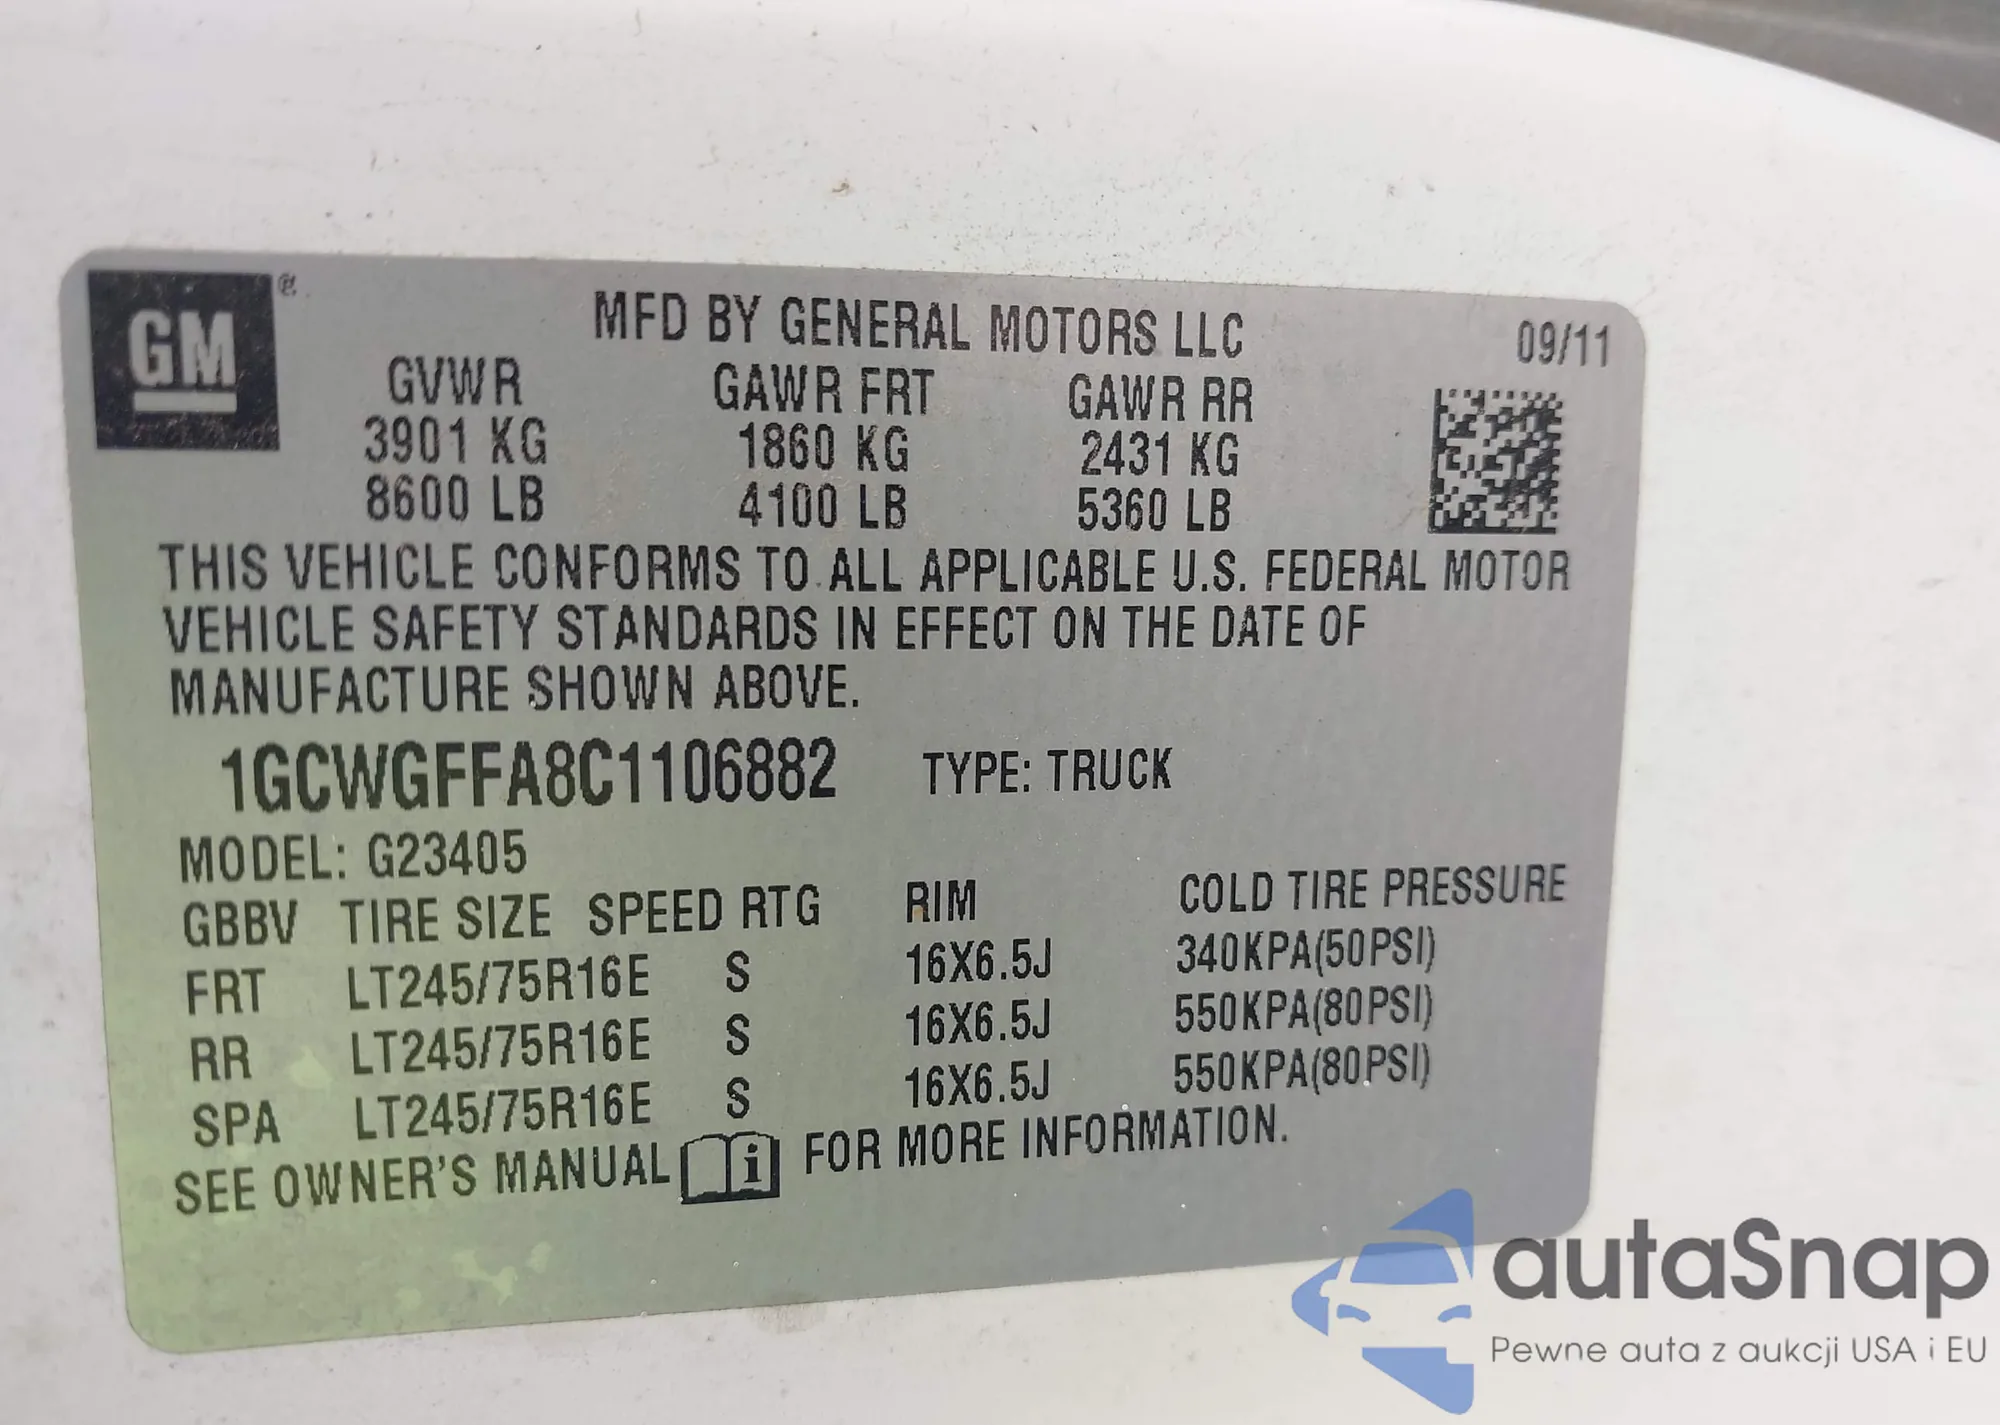 GM ®
MFD BY GENERAL MOTORS LLC 09/11
GVWR GAWR FRT GAWR RR
3901 KG 1860 KG 2431 KG
8600 LB 4100 LB 5360 LB
THIS VEHICLE CONFORMS TO ALL APPLICABLE U.S. FEDERAL MOTOR
VEHICLE SAFETY STANDARDS IN EFFECT ON THE DATE OF
MANUFACTURE SHOWN ABOVE.
1GCWGFFA8C1106882 TYPE: TRUCK
MODEL: G23405
GBBV TIRE SIZE SPEED RTG RIM COLD TIRE PRESSURE
FRT LT245/75R16E S 16X6.5J 340KPA(50PSI)
RR LT245/75R16E S 16X6.5J 550KPA(80PSI)
SPA LT245/75R16E S 16X6.5J 550KPA(80PSI)
SEE OWNER'S MANUAL i FOR MORE INFORMATION.
autaSnap
Pewne auta z aukcji USA i EU